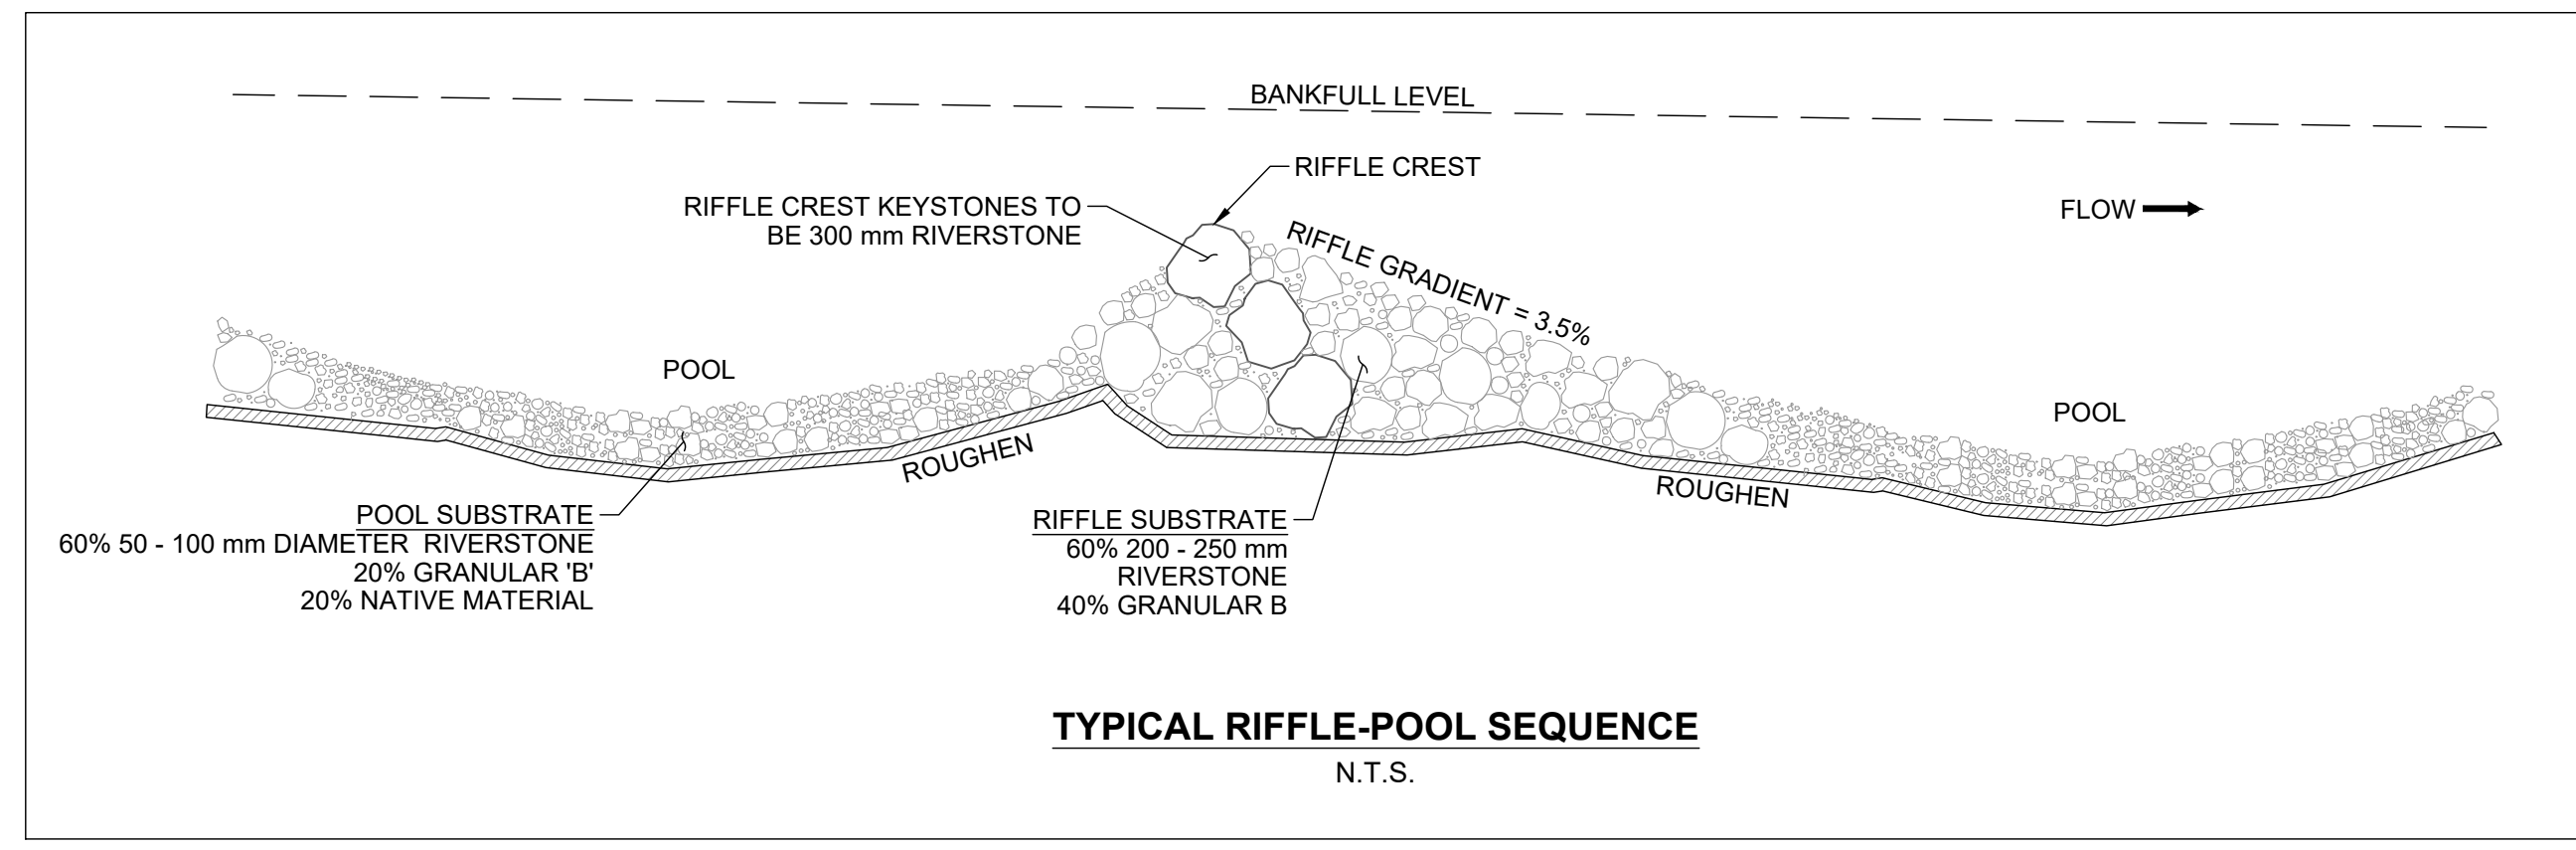 BANKFULL LEVEL
RIFFLE CREST
RIFFLE CREST KEYSTONES TO
BE 300 mm RIVERSTONE
FLOW
RIFFLE GRADIENT = 3.5%
POOL
POOL
ROUGHEN
ROUGHEN
POOL SUBSTRATE
60% 50 - 100 mm DIAMETER RIVERSTONE
20% GRANULAR 'B'
20% NATIVE MATERIAL
RIFFLE SUBSTRATE
60% 200 - 250 mm
RIVERSTONE
40% GRANULAR B
TYPICAL RIFFLE-POOL SEQUENCE
N.T.S.